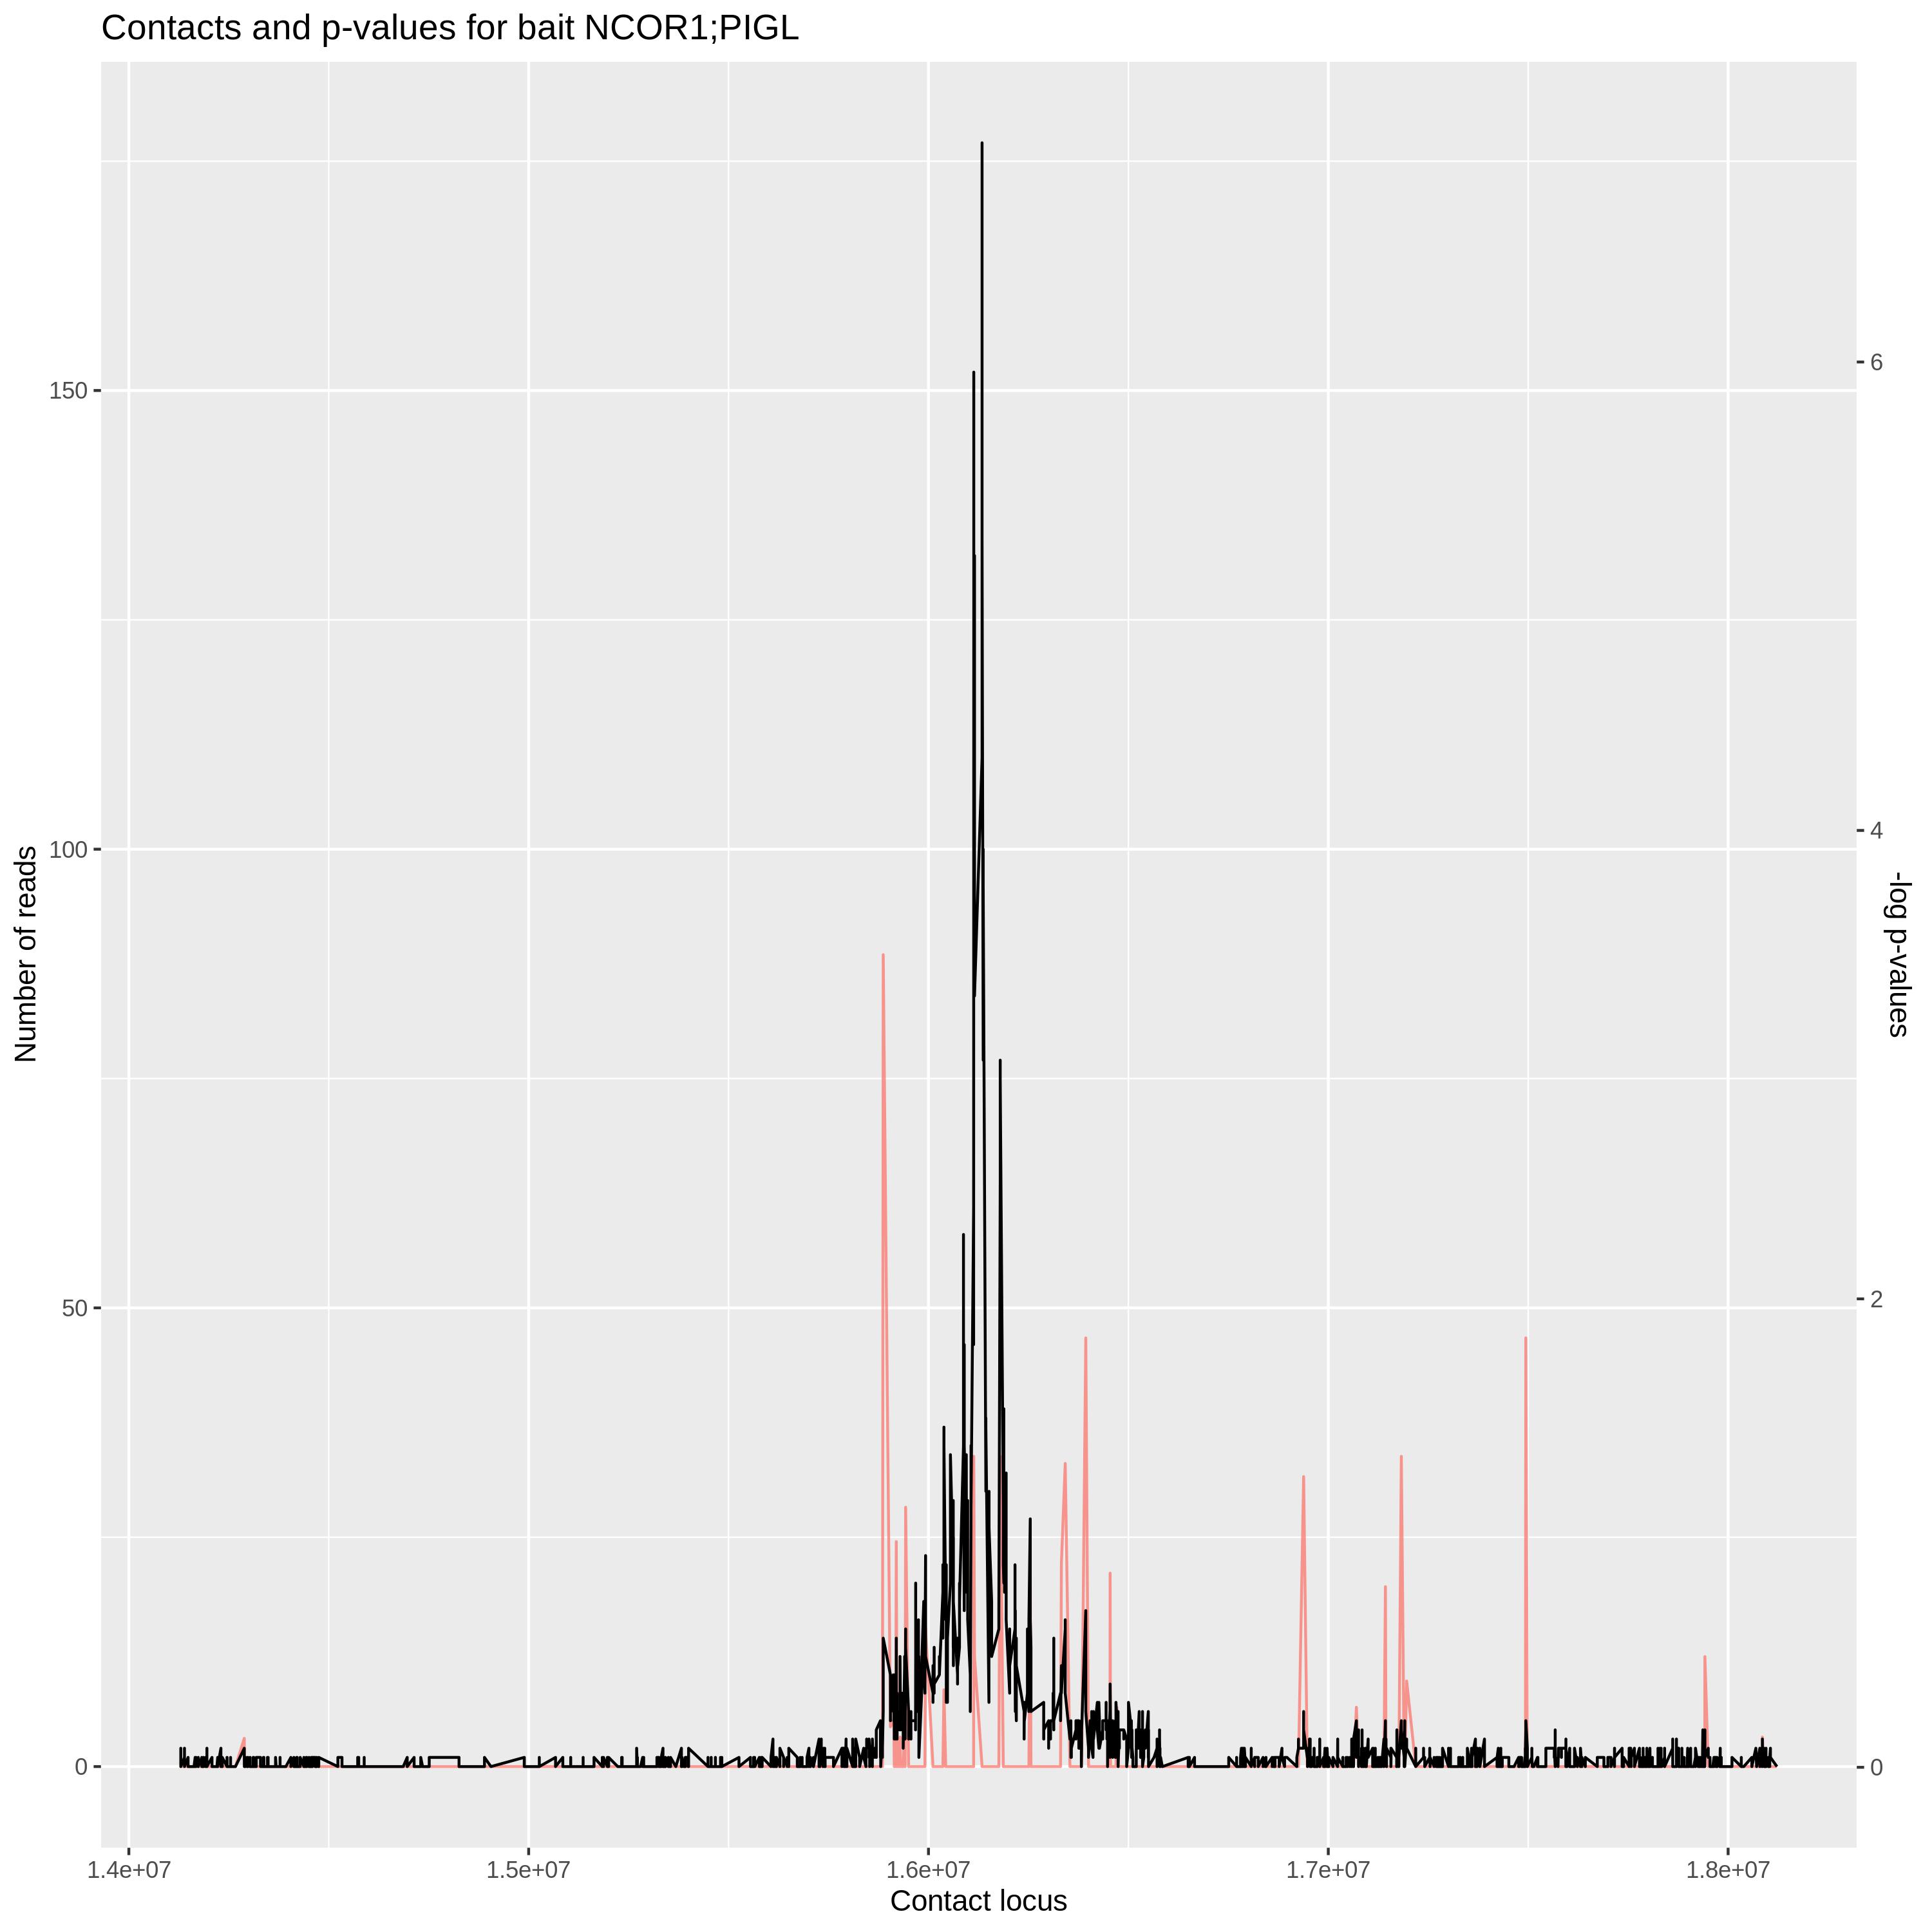 Contacts and p-values for bait NCOR1;PIGL
150
100
50
0
Number of reads
6
4
2
0
-log p-values
1.4e+07 1.5e+07 1.6e+07 1.7e+07 1.8e+07
Contact locus